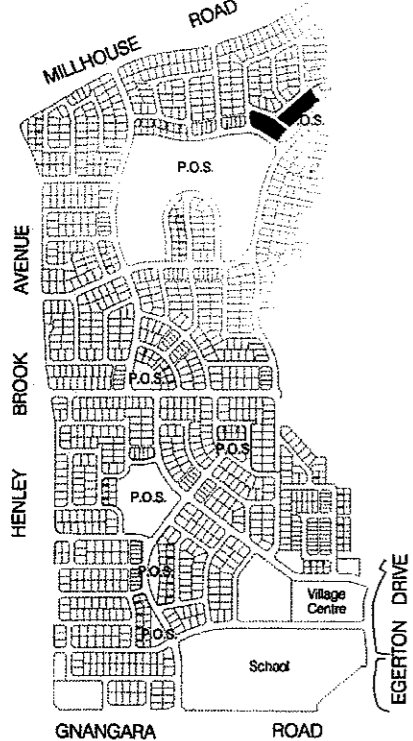 MILLHOUSE ROAD
O.S.
P.O.S.
HENLEY BROOK AVENUE
P.O.S.
P.O.S.
P.O.S.
P.O.S.
Village
Centre
P.O.S.
School
EGERTON DRIVE
GNANGARA ROAD